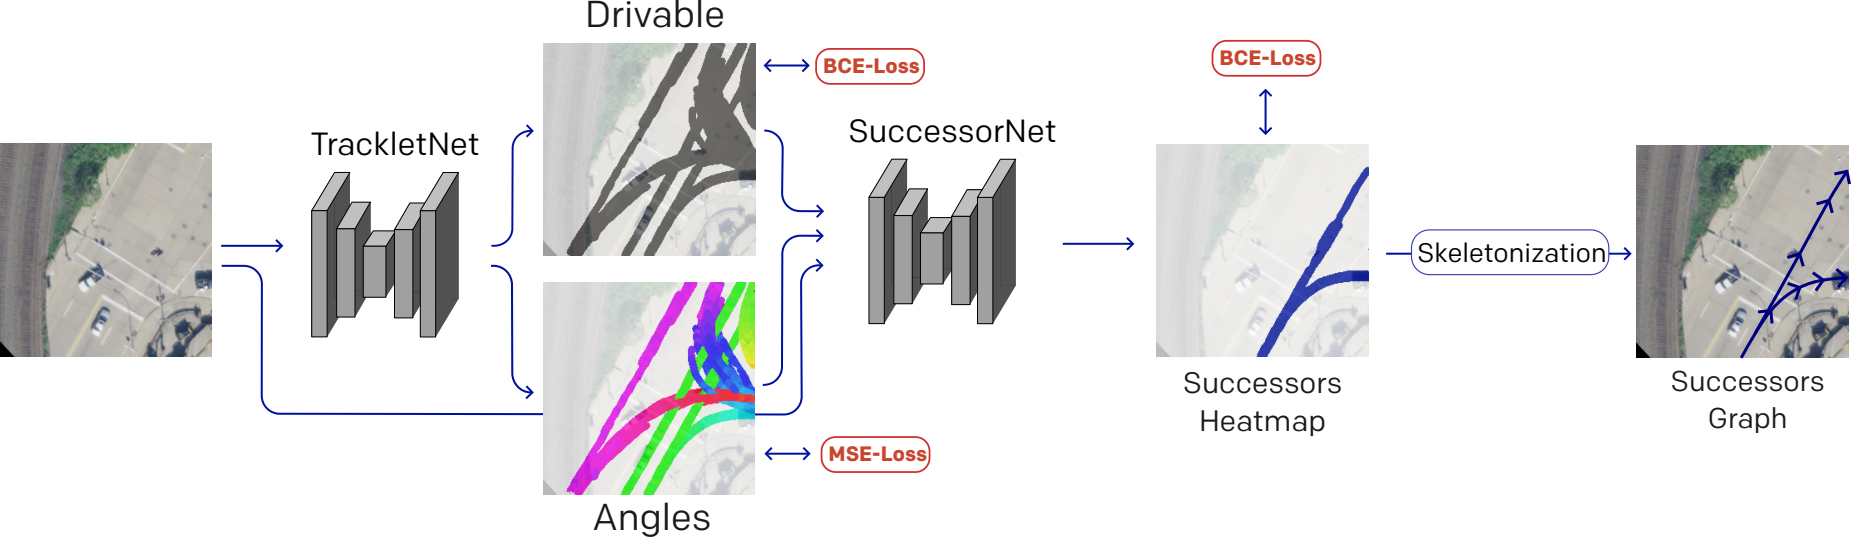 Drivable
BCE-Loss
TrackletNet
SuccessorNet
BCE-Loss
Skeletonization
Successors
Heatmap
Successors
Graph
MSE-Loss
Angles